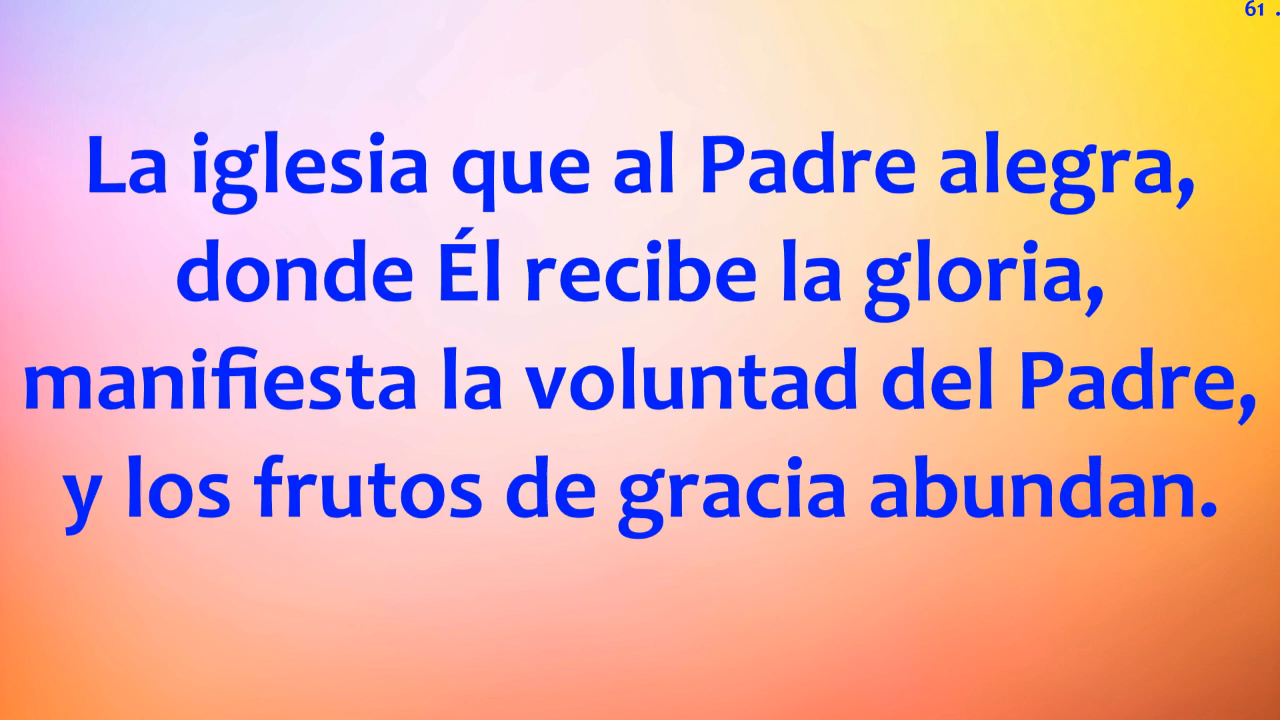 61 .
La iglesia que al Padre alegra,
donde Él recibe la gloria,
manifiesta la voluntad del Padre,
y los frutos de gracia abundan.